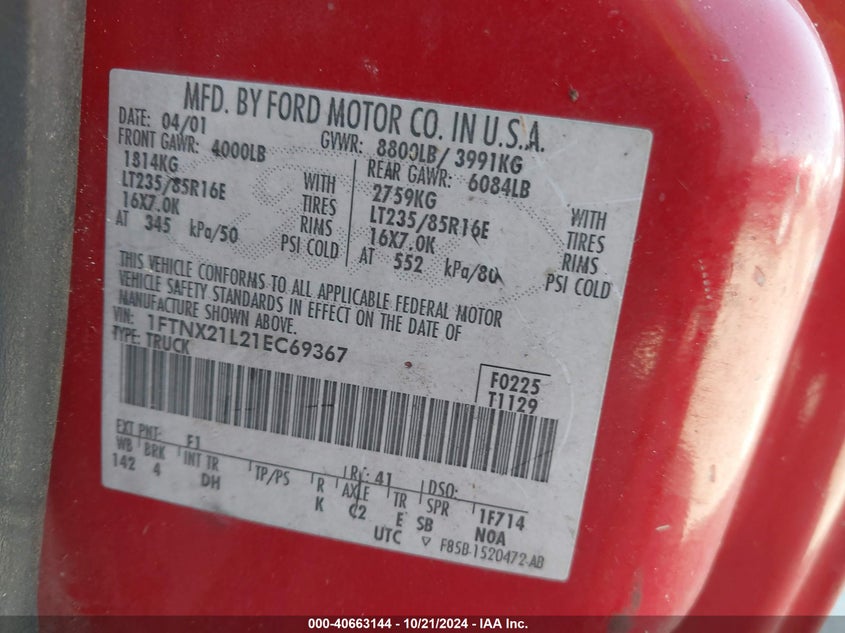 MFD. BY FORD MOTOR CO. IN U.S.A.
DATE: 04/01 GVWR: 8800LB/ 3991KG
FRONT GAWR: 4000LB REAR GAWR: 6084LB
1814KG 2759KG
LT235/85R16E WITH TIRES LT235/85R16E WITH TIRES
16X7.0K RIMS 16X7.0K RIMS
AT 345 kPa/50 PSI COLD AT 552 kPa/80 PSI COLD
THIS VEHICLE CONFORMS TO ALL APPLICABLE FEDERAL MOTOR
VEHICLE SAFETY STANDARDS IN EFFECT ON THE DATE OF
MANUFACTURE SHOWN ABOVE.
VIN: 1FTNX21L21EC69367
TYPE: TRUCK
F0225
T1129
EXT PNT: F1 RC: 41 DSO:
WB BRK INT TR TP/PS R AXLE TR SPR 1F714
142 4 DH K C2 E SB N0A
UTC F85B-1520472-AB
000-40663144 - 10/21/2024 - IAA Inc.